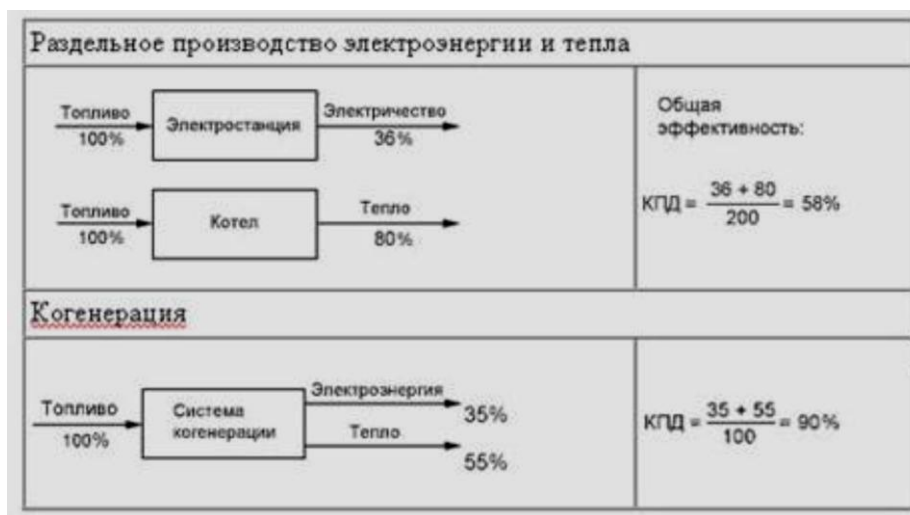 Раздельное производство электроэнергии и тепла
Топливо
100%
Электростанция
Электричество
36%
Общая
эффективность:
Топливо
100%
Котел
Тепло
80%
КПД = 36 + 80 / 200 = 58%
Когенерация
Топливо
100%
Система
когенерации
Электроэнергия
35%
Тепло
55%
КПД = 35 + 55 / 100 = 90%